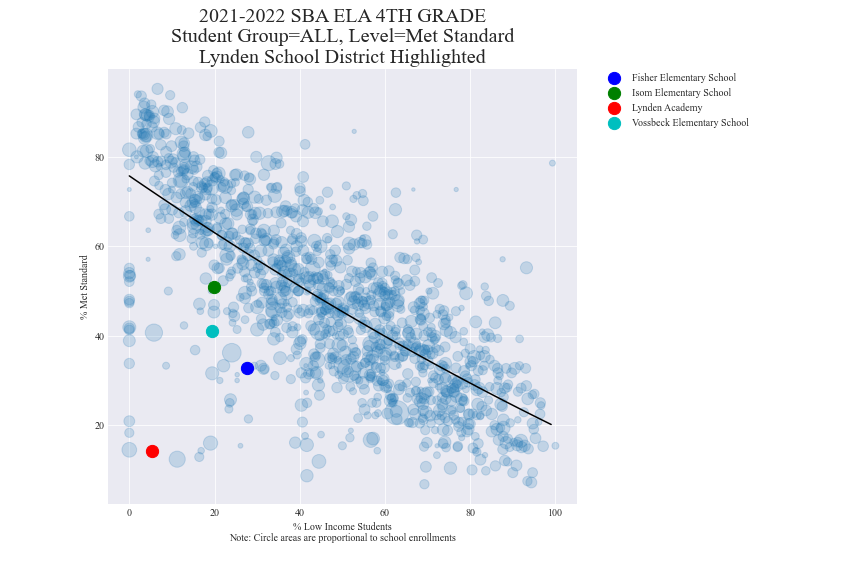 2021-2022 SBA ELA 4TH GRADE
Student Group=ALL, Level=Met Standard
Lynden School District Highlighted
Fisher Elementary School
Isom Elementary School
Lynden Academy
Vossbeck Elementary School
% Met Standard
80
60
40
20
0 20 40 60 80 100
% Low Income Students
Note: Circle areas are proportional to school enrollments